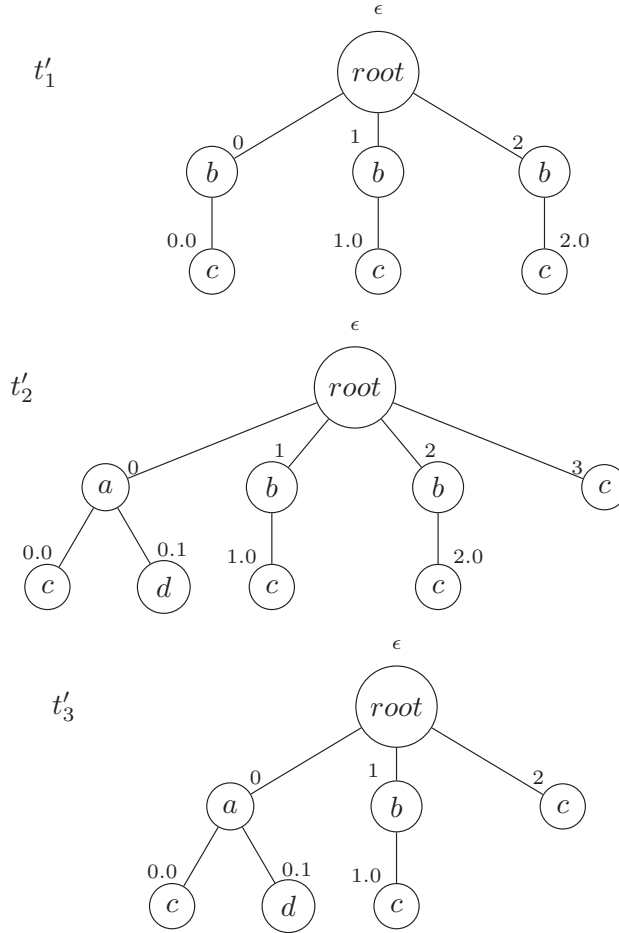 ϵ
t′₁ root
0 1 2
b b b
0.0 1.0 2.0
c c c
ϵ
t′₂ root
0 1 2 3
a b b c
0.0 0.1 1.0 2.0
c d c c
ϵ
t′₃ root
0 1 2
a b c
0.0 0.1 1.0
c d c